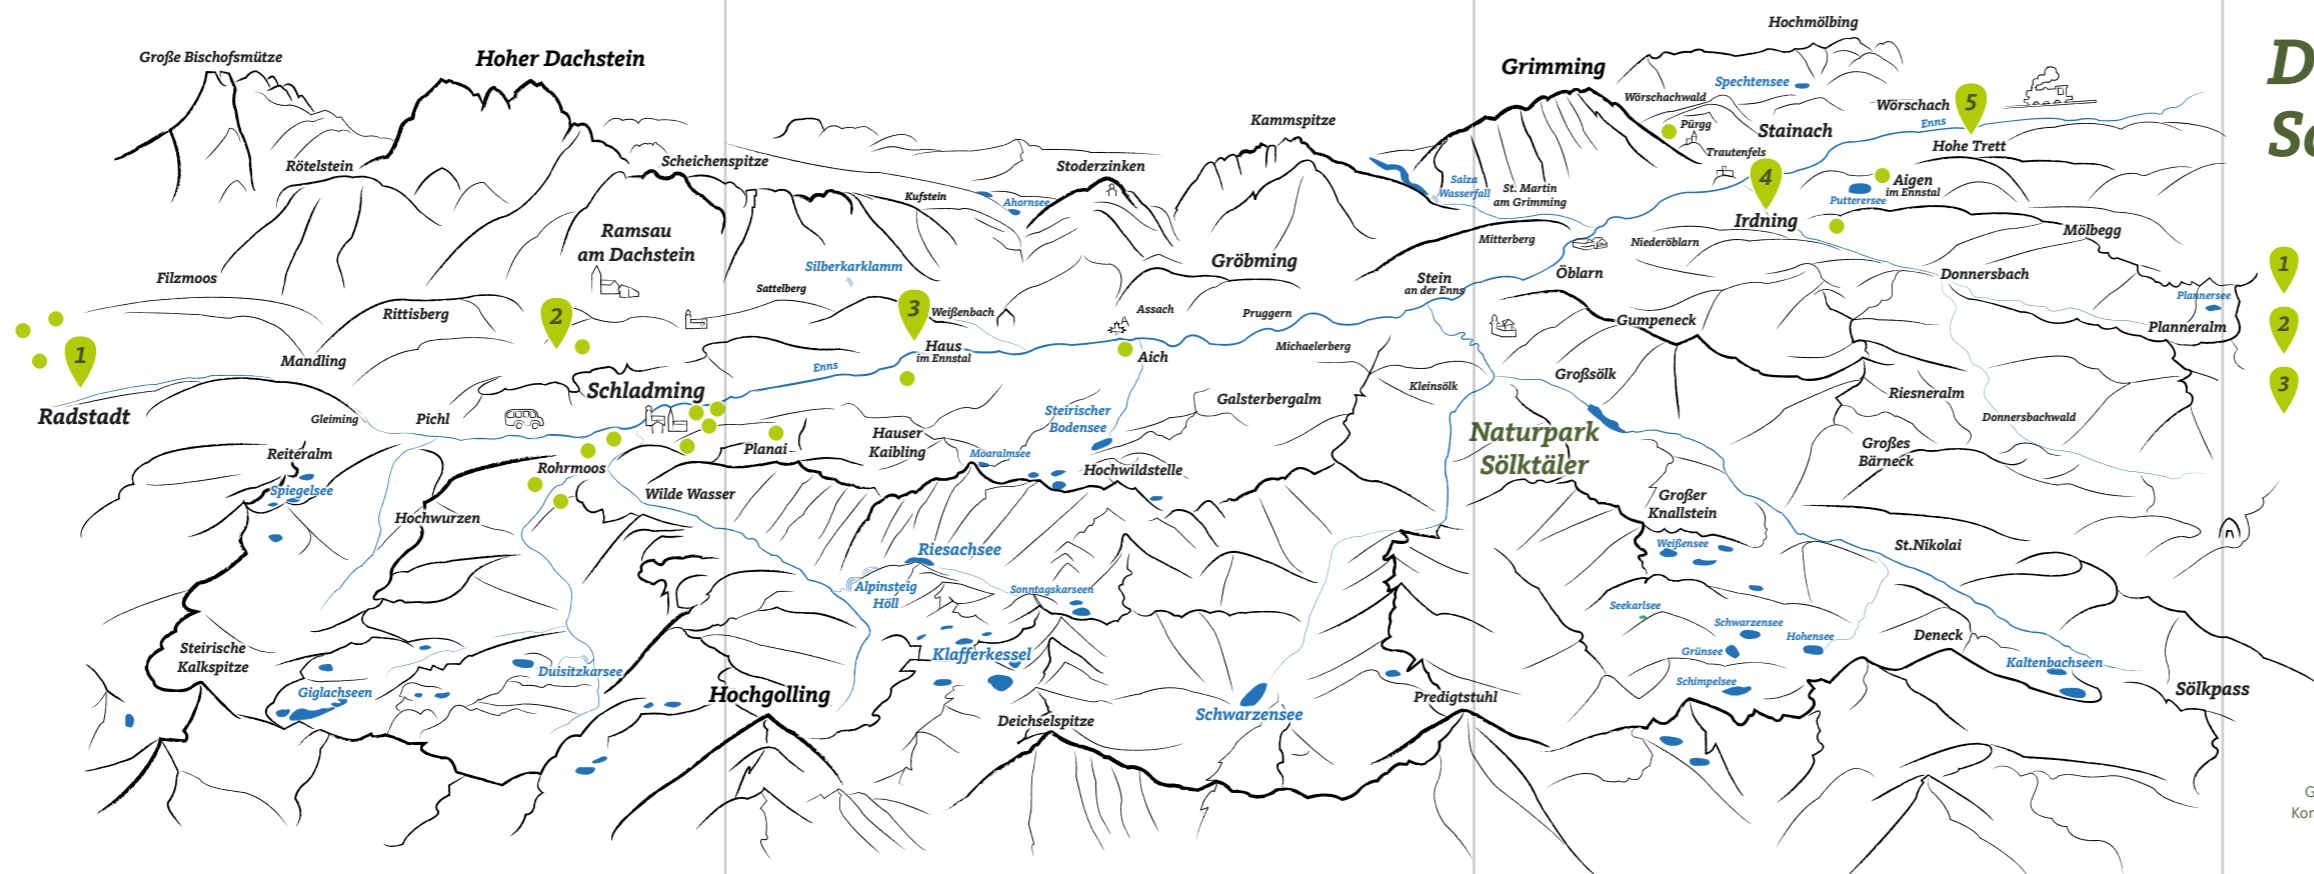 Große Bischofsmütze
Hoher Dachstein
Rötelstein
Scheichenspitze
Ramsau
am Dachstein
Filzmoos
Rittisberg
Mandling
1
2
Radstadt
Gleiming
Pichl
Schladming
Reiteralm
Spiegelsee
Rohrmoos
Hochwurzen
Wilde Wasser
Steirische
Kalkspitze
Giglachseen
Duisitzkarsee
Hochgolling
Kufstein
Ahornsee
Stoderzinken
Kammspitze
Silberkarklamm
Sattelberg
3
Weißenbach
Haus
im Ennstal
Enns
Assach
Aich
Pruggern
Gröbming
Michaelerberg
Stein
an der Enns
Planai
Hauser
Kaibling
Moaralmsee
Steirischer
Bodensee
Hochwildstelle
Galsterbergalm
Kleinsölk
Riesachsee
Alpinsteig
Höll
Sonntagskarseen
Klafferkessel
Deichselspitze
Schwarzensee
Predigtstuhl
Grimming
Hochmölbing
Spechtensee
Wörschachwald
Pürgg
Stainach
Trautenfels
Wörschach
5
Enns
Hohe Trett
4
Aigen
im Ennstal
Putterersee
Irdning
Salza
Wasserfall
St. Martin
am Grimming
Mitterberg
Niederöblarn
Öblarn
Mölbegg
Donnersbach
Plannersee
Planneralm
Gumpeneck
Großsölk
Riesneralm
Donnersbachwald
Großes
Bärneck
Naturpark
Sölktäler
Großer
Knallstein
Weißensee
St.Nikolai
Seekarlsee
Schwarzensee
Hohensee
Grünsee
Schimpelsee
Deneck
Kaltenbachseen
Sölkpass
D
1
2
3
G